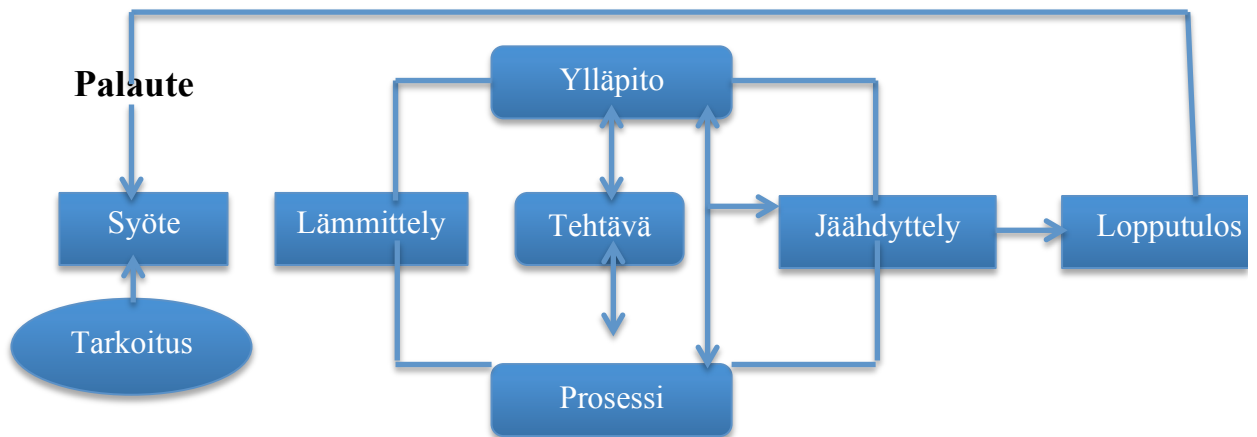 Ylläpito
Palaute
Syöte
Lämmittely
Tehtävä
Jäähdyttely
Lopputulos
Tarkoitus
Prosessi